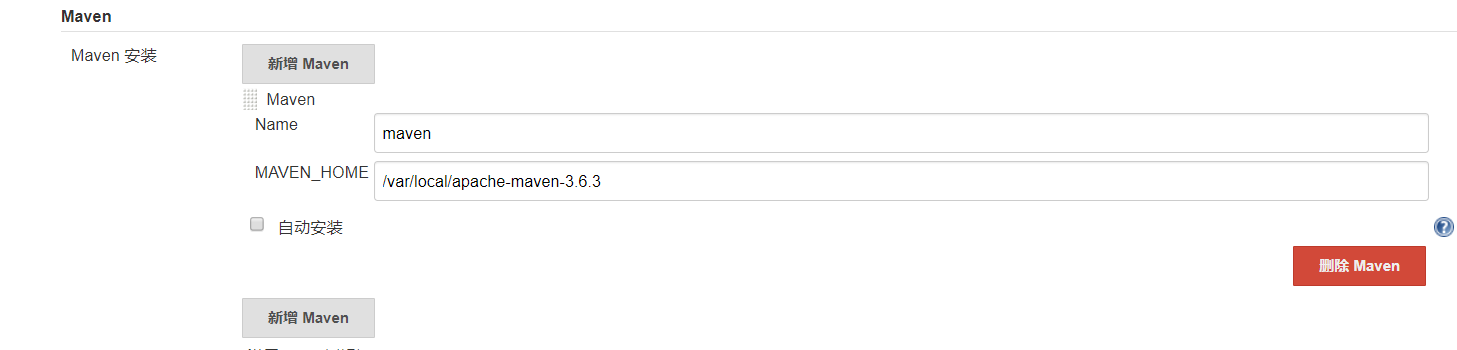 Maven
Maven 安装
新增 Maven
Maven
Name
maven
MAVEN_HOME
/var/local/apache-maven-3.6.3
自动安装
?
删除 Maven
新增 Maven